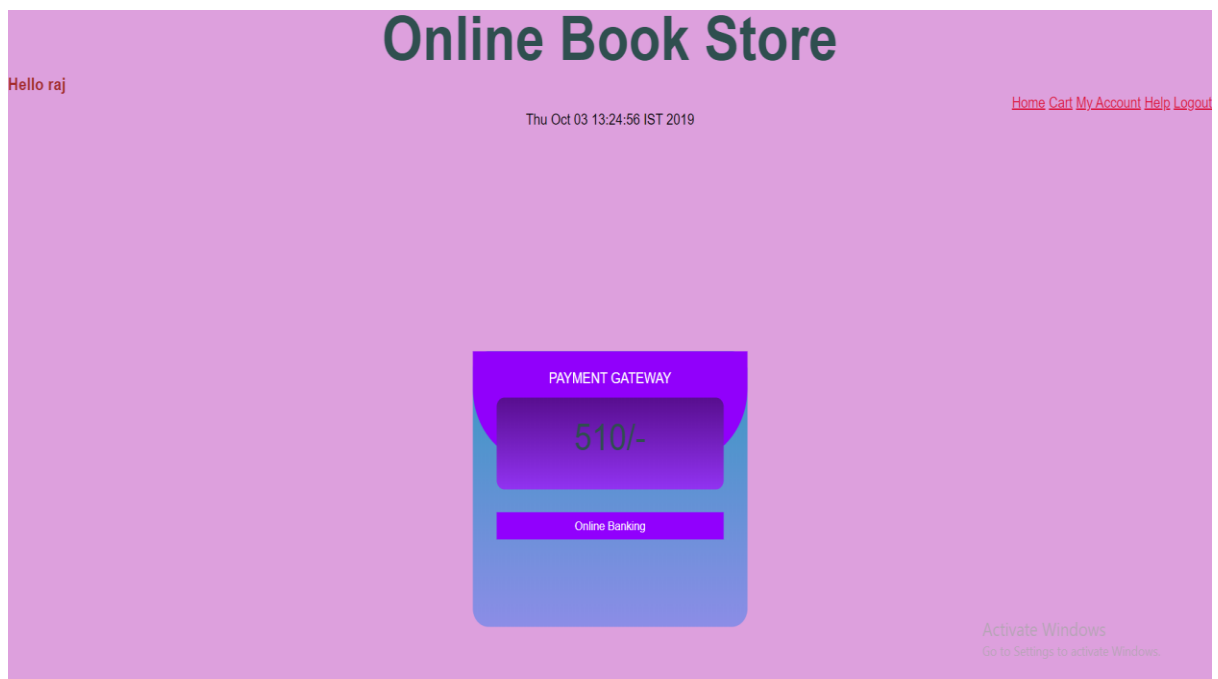 Online Book Store
Hello raj
Home Cart My Account Help Logout
Thu Oct 03 13:24:56 IST 2019
PAYMENT GATEWAY
510/-
Online Banking
Activate Windows
Go to Settings to activate Windows.